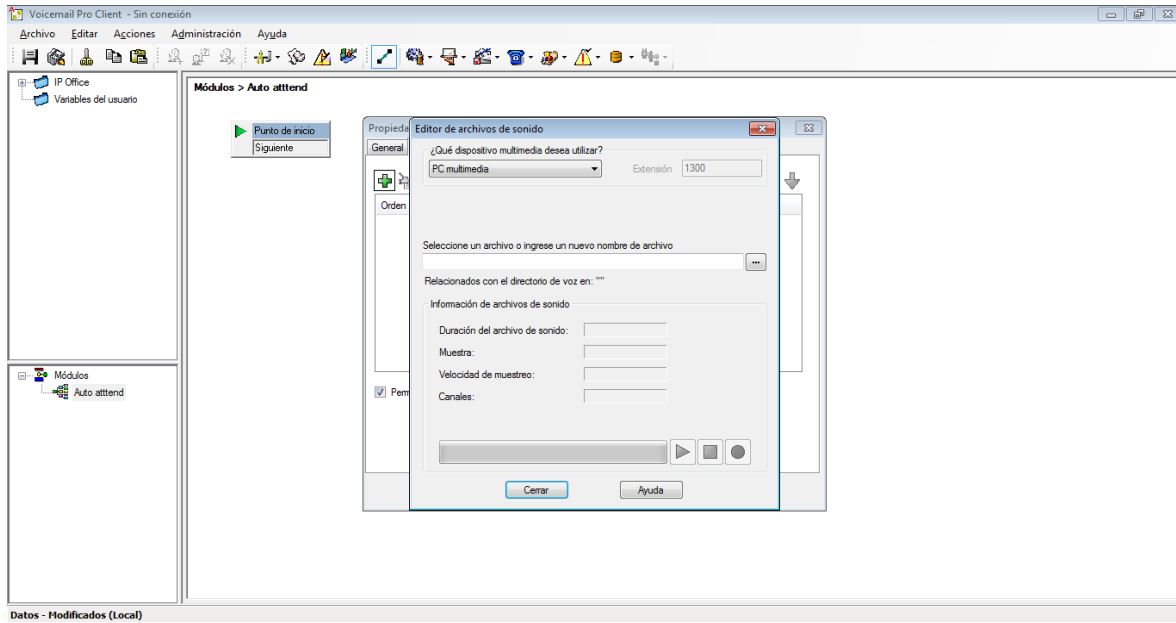 Voicemail Pro Client - Sin conexión
Archivo Editar Acciones Administración Ayuda
IP Office
Variables del usuario
Módulos > Auto atttend
Punto de inicio
Siguiente
Propieda
General
Orden
Perm
Editor de archivos de sonido
¿Qué dispositivo multimedia desea utilizar?
PC multimedia
Extensión 1300
Seleccione un archivo o ingrese un nuevo nombre de archivo
...
Relacionados con el directorio de voz en: ""
Información de archivos de sonido
Duración del archivo de sonido:
Muestra:
Velocidad de muestreo:
Canales:
Cerrar Ayuda
Módulos
Auto atttend
Datos - Modificados (Local)